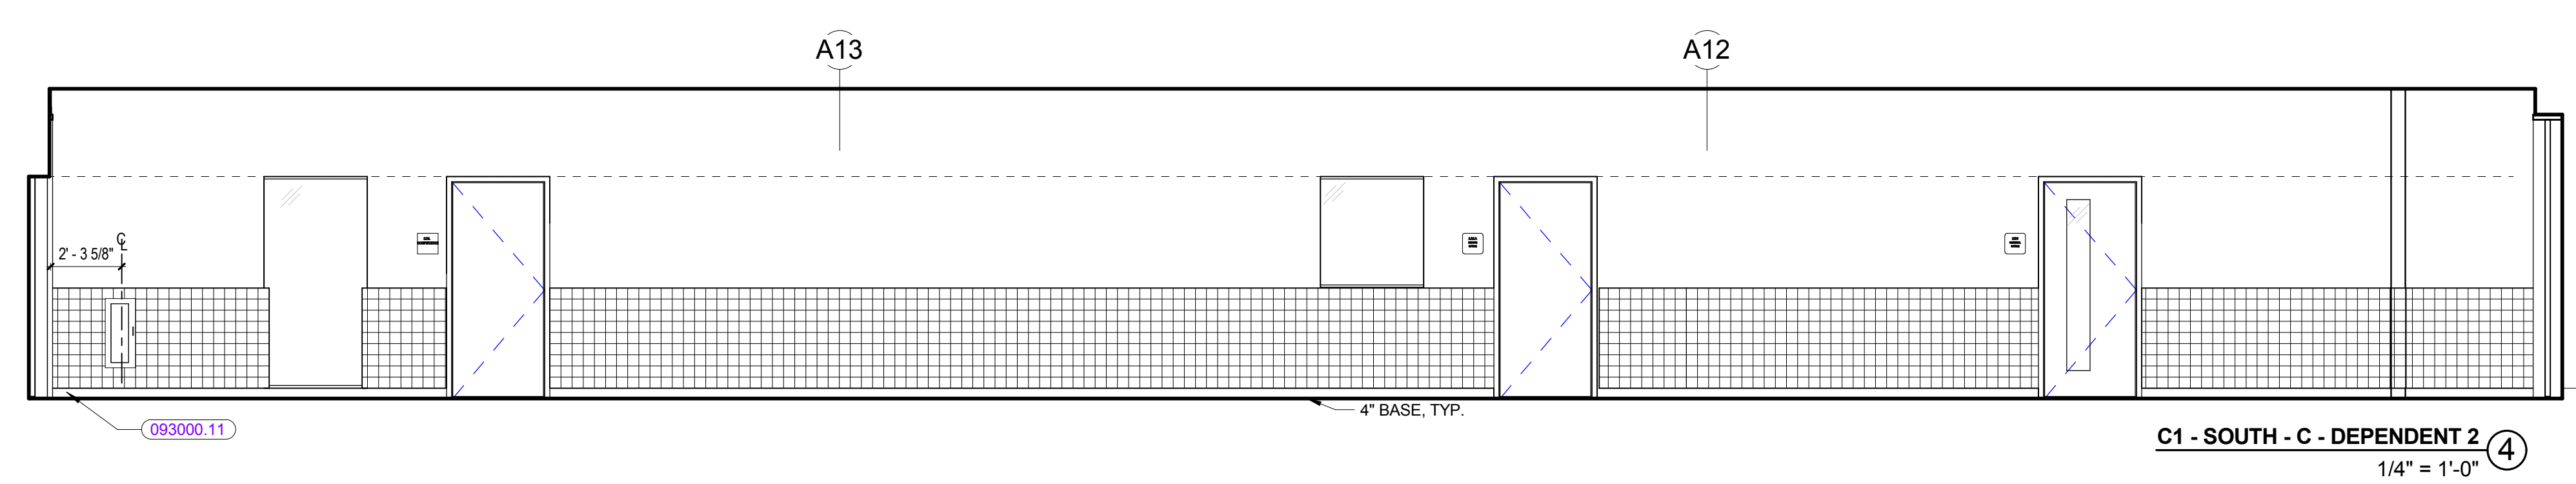 A13
A12
CL
2' - 3 5/8"
4" BASE, TYP.
093000.11
C1 - SOUTH - C - DEPENDENT 2
4
1/4" = 1'-0"